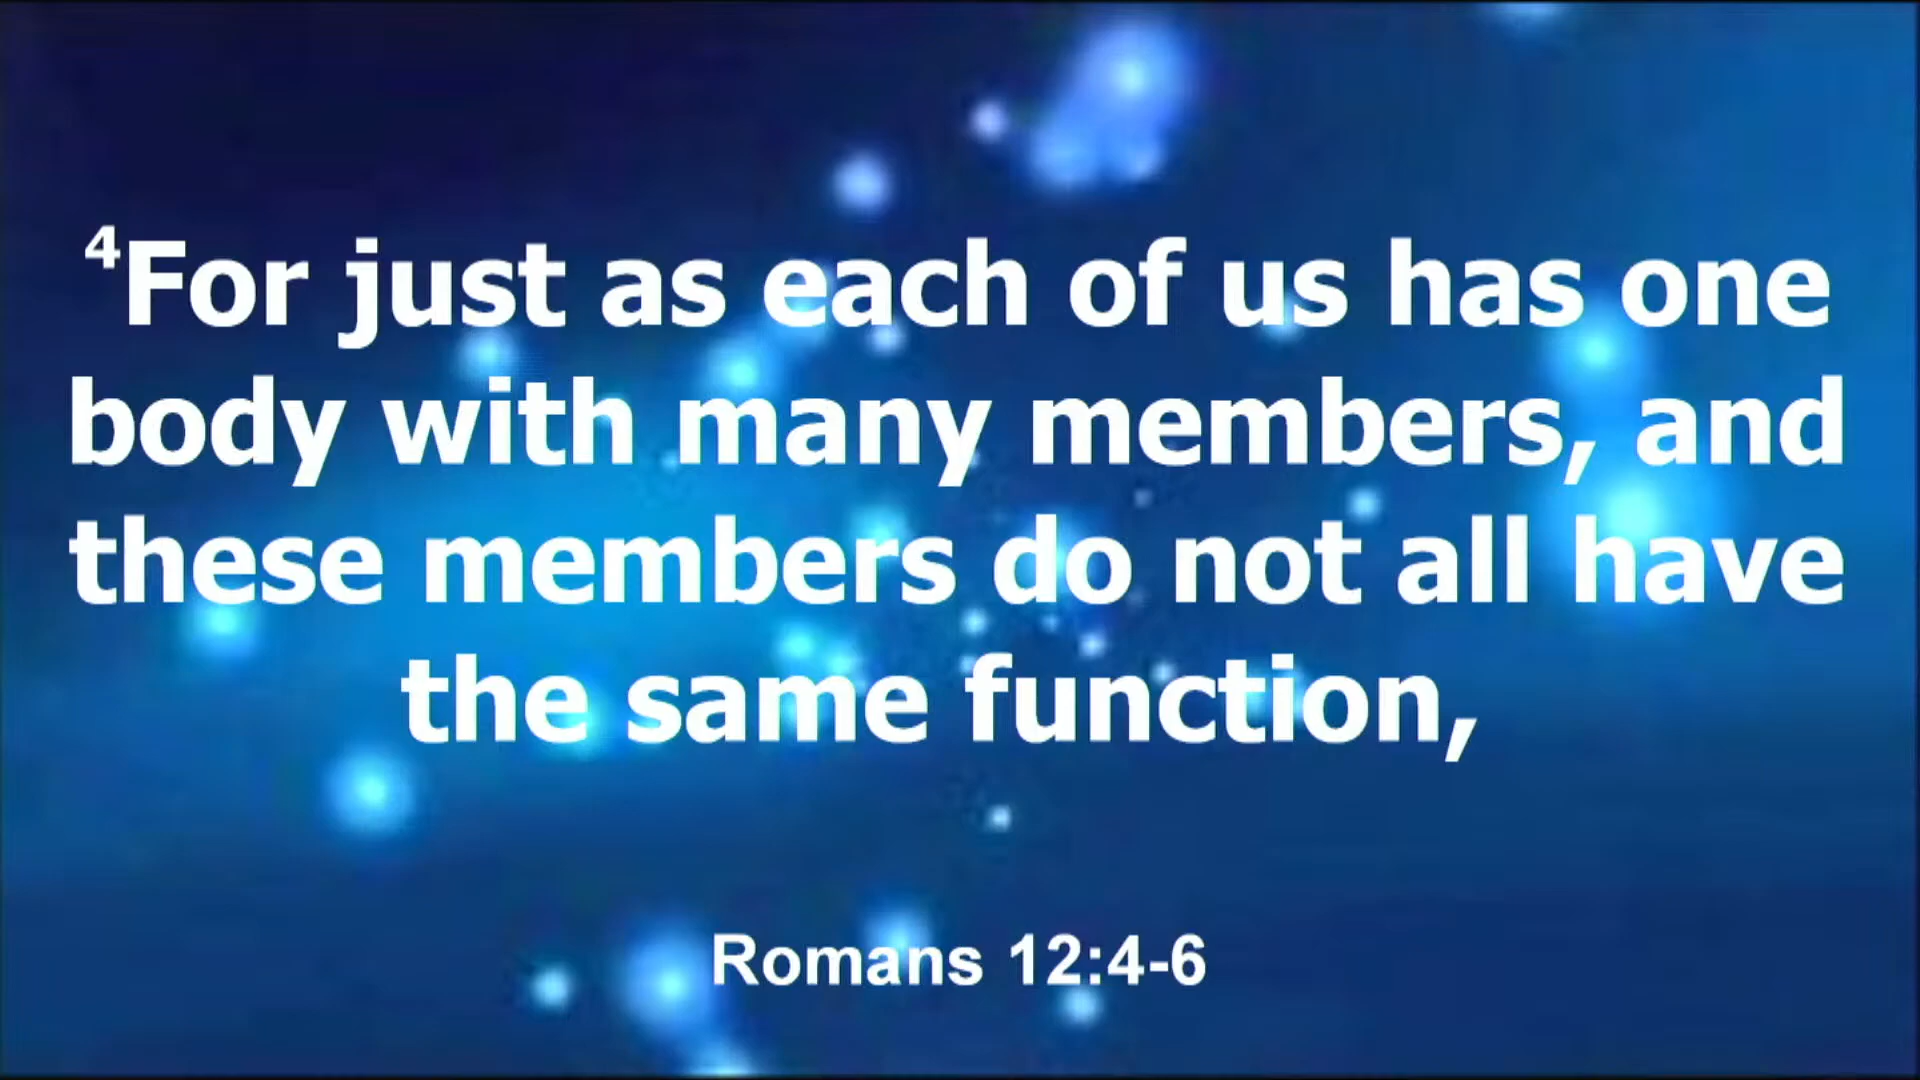 ⁴For just as each of us has one
body with many members, and
these members do not all have
the same function,
Romans 12:4-6